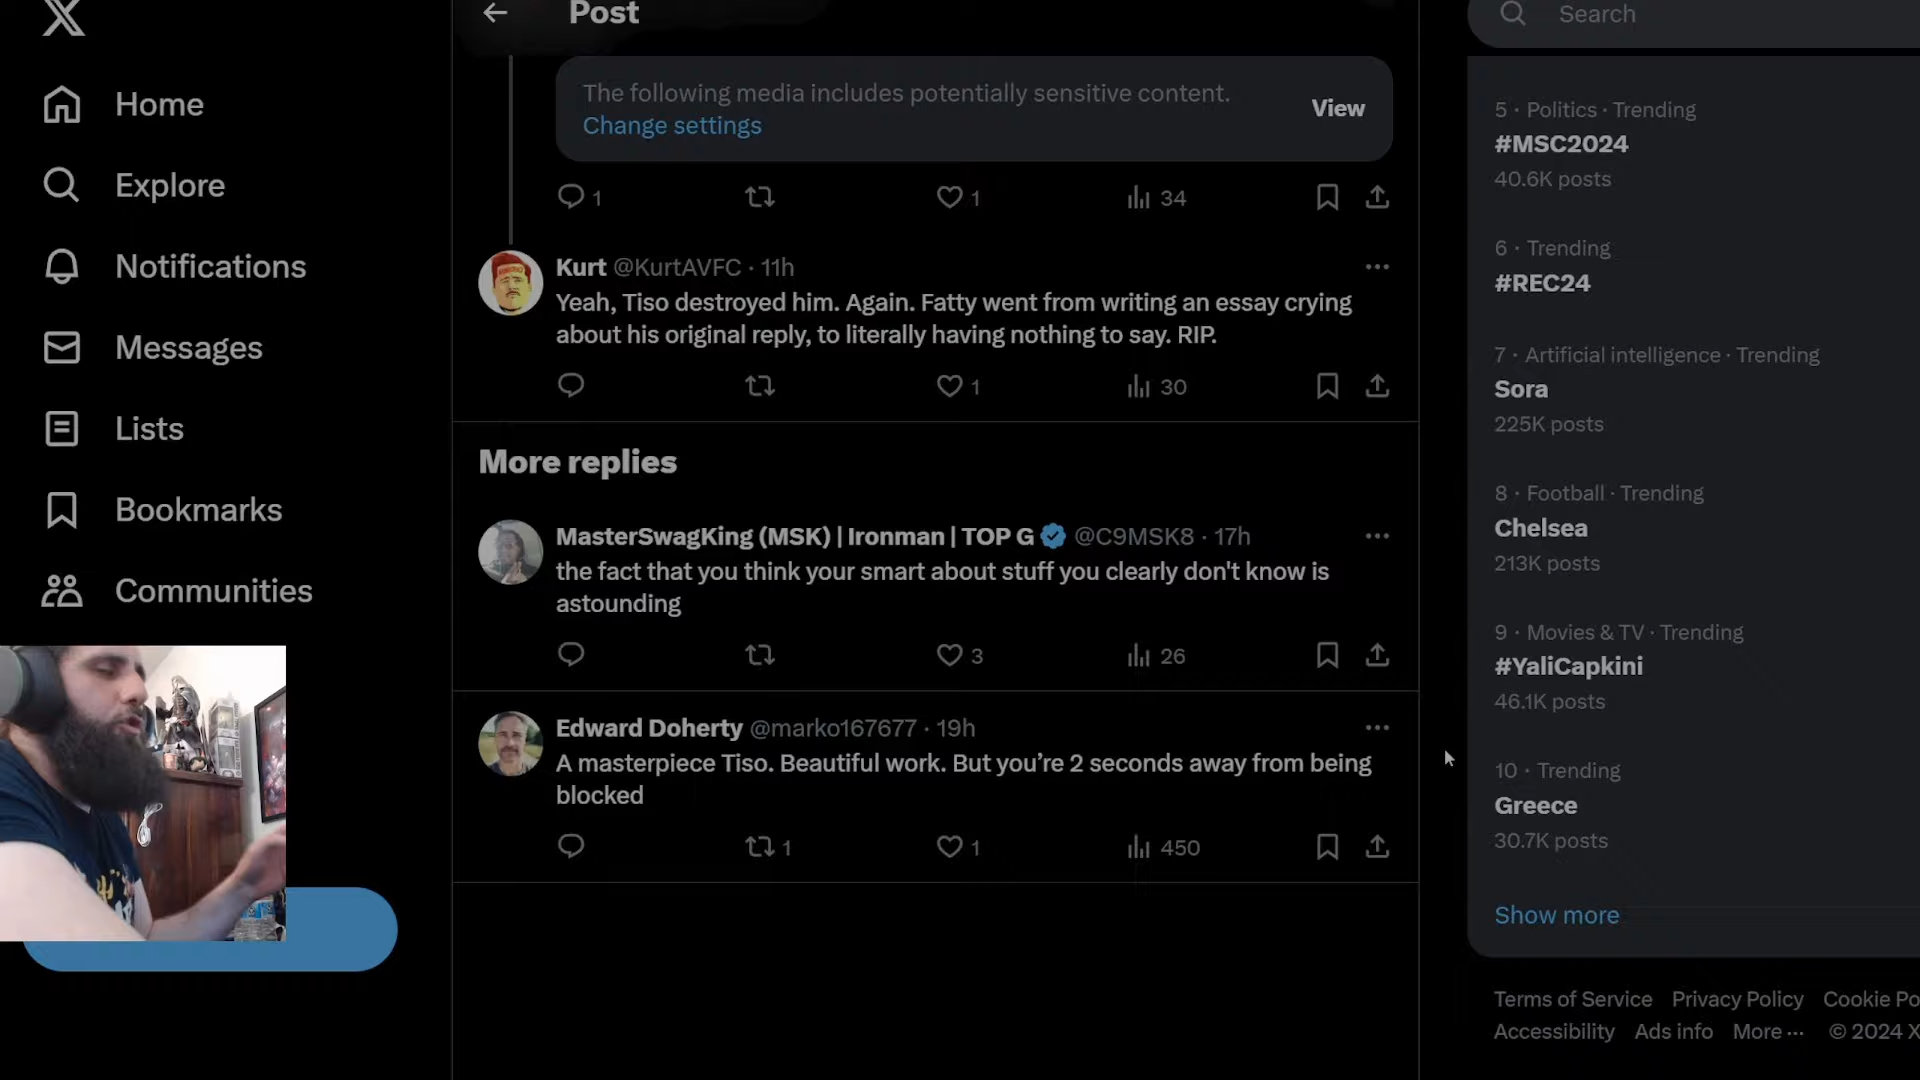 Home
Explore
Notifications
Messages
Lists
Bookmarks
Communities
Post
The following media includes potentially sensitive content.
Change settings
View
1
1
34
Kurt @KurtAVFC · 11h
Yeah, Tiso destroyed him. Again. Fatty went from writing an essay crying
about his original reply, to literally having nothing to say. RIP.
1
30
More replies
MasterSwagKing (MSK) | Ironman | TOP G @C9MSK8 · 17h
the fact that you think your smart about stuff you clearly don't know is
astounding
3
26
Edward Doherty @marko167677 · 19h
A masterpiece Tiso. Beautiful work. But you’re 2 seconds away from being
blocked
1
1
450
Search
5 · Politics · Trending
#MSC2024
40.6K posts
6 · Trending
#REC24
7 · Artificial intelligence · Trending
Sora
225K posts
8 · Football · Trending
Chelsea
213K posts
9 · Movies & TV · Trending
#YaliCapkini
46.1K posts
10 · Trending
Greece
30.7K posts
Show more
Terms of Service Privacy Policy Cookie Po
Accessibility Ads info More ··· © 2024 X